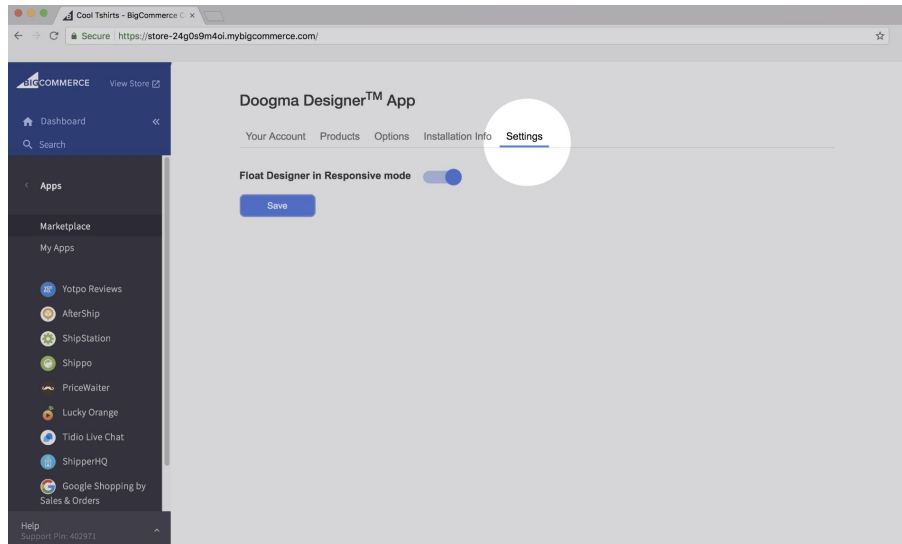 Cool Tshirts - BigCommerce C
Secure https://store-24g0s9m4oi.mybigcommerce.com/
BIGCOMMERCE View Store
Dashboard
Search
Apps
Marketplace
My Apps
Yotpo Reviews
AfterShip
ShipStation
Shippo
PriceWaiter
Lucky Orange
Tidio Live Chat
ShipperHQ
Google Shopping by
Sales & Orders
Help
Support Pin: 402971
Doogma Designer™ App
Your Account Products Options Installation Info Settings
Float Designer in Responsive mode
Save